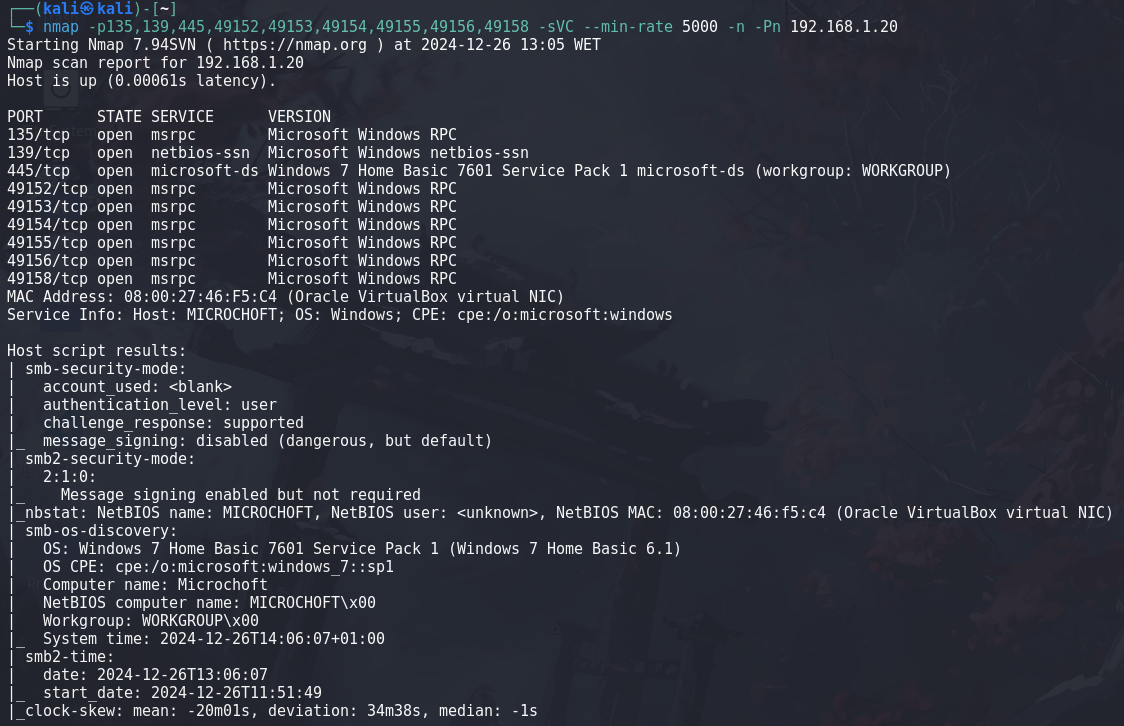 ┌──(kali㉿kali)-[~]
└─$ nmap -p135,139,445,49152,49153,49154,49155,49156,49158 -sVC --min-rate 5000 -n -Pn 192.168.1.20
Starting Nmap 7.94SVN ( https://nmap.org ) at 2024-12-26 13:05 WET
Nmap scan report for 192.168.1.20
Host is up (0.00061s latency).

PORT      STATE SERVICE      VERSION
135/tcp   open  msrpc        Microsoft Windows RPC
139/tcp   open  netbios-ssn  Microsoft Windows netbios-ssn
445/tcp   open  microsoft-ds Windows 7 Home Basic 7601 Service Pack 1 microsoft-ds (workgroup: WORKGROUP)
49152/tcp open  msrpc        Microsoft Windows RPC
49153/tcp open  msrpc        Microsoft Windows RPC
49154/tcp open  msrpc        Microsoft Windows RPC
49155/tcp open  msrpc        Microsoft Windows RPC
49156/tcp open  msrpc        Microsoft Windows RPC
49158/tcp open  msrpc        Microsoft Windows RPC
MAC Address: 08:00:27:46:F5:C4 (Oracle VirtualBox virtual NIC)
Service Info: Host: MICROCHOFT; OS: Windows; CPE: cpe:/o:microsoft:windows

Host script results:
| smb-security-mode:
|   account_used: <blank>
|   authentication_level: user
|   challenge_response: supported
|_  message_signing: disabled (dangerous, but default)
| smb2-security-mode:
|   2:1:0:
|_    Message signing enabled but not required
|_nbstat: NetBIOS name: MICROCHOFT, NetBIOS user: <unknown>, NetBIOS MAC: 08:00:27:46:f5:c4 (Oracle VirtualBox virtual NIC)
| smb-os-discovery:
|   OS: Windows 7 Home Basic 7601 Service Pack 1 (Windows 7 Home Basic 6.1)
|   OS CPE: cpe:/o:microsoft:windows_7::sp1
|   Computer name: Microchoft
|   NetBIOS computer name: MICROCHOFT\x00
|   Workgroup: WORKGROUP\x00
|_  System time: 2024-12-26T14:06:07+01:00
| smb2-time:
|   date: 2024-12-26T13:06:07
|_  start_date: 2024-12-26T11:51:49
|_clock-skew: mean: -20m01s, deviation: 34m38s, median: -1s